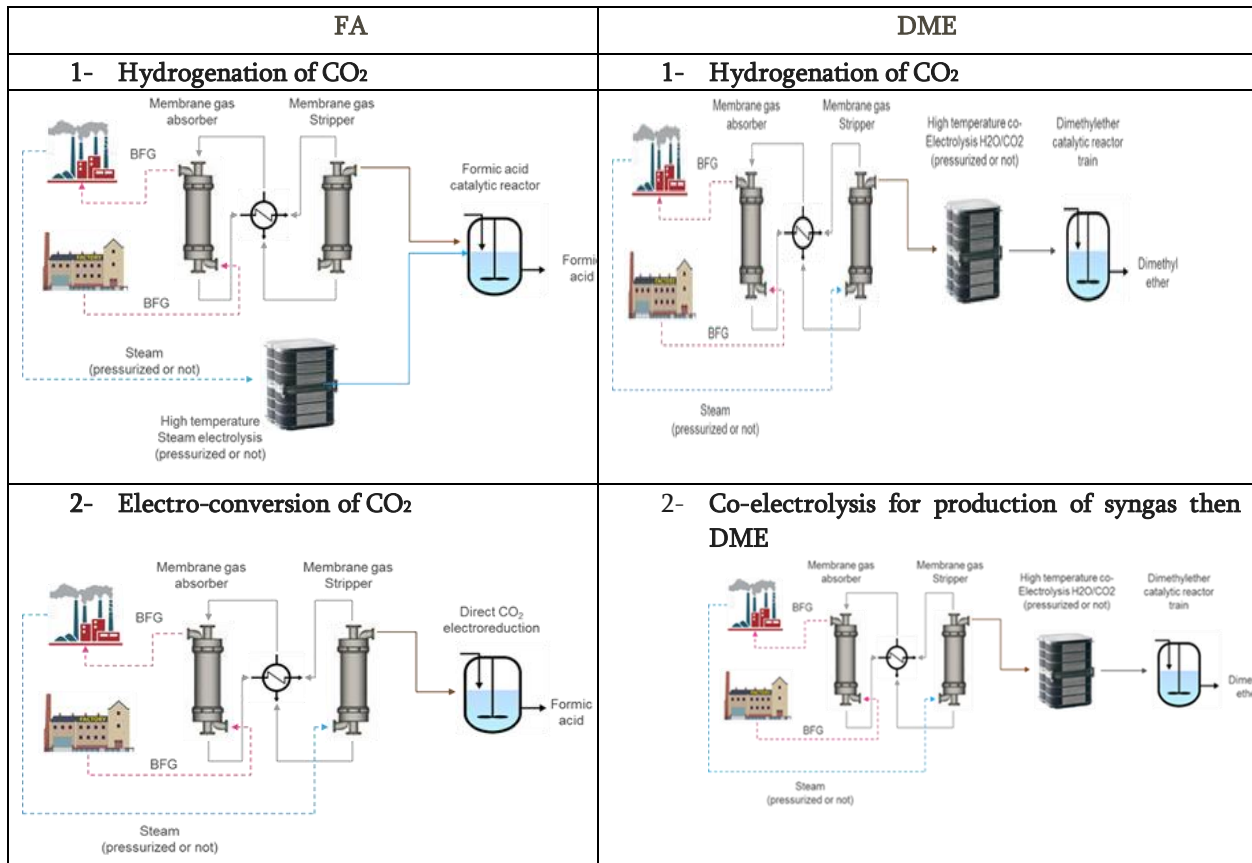 FA
DME
1- Hydrogenation of CO₂
1- Hydrogenation of CO₂
Membrane gas
absorber
Membrane gas
Stripper
BFG
Formic acid
catalytic reactor
FACTORY
BFG
Formic
acid
Steam
(pressurized or not)
High temperature
Steam electrolysis
(pressurized or not)
Membrane gas
absorber
Membrane gas
Stripper
High temperature co-
Electrolysis H2O/CO2
(pressurized or not)
Dimethylether
catalytic reactor
train
BFG
BFG
Dimethyl
ether
Steam
(pressurized or not)
2- Electro-conversion of CO₂
2- Co-electrolysis for production of syngas then
DME
Membrane gas
absorber
Membrane gas
Stripper
BFG
Direct CO₂
electroreduction
FACTORY
BFG
Formic
acid
Steam
(pressurized or not)
Membrane gas
absorber
Membrane gas
Stripper
High temperature co-
Electrolysis H2O/CO2
(pressurized or not)
Dimethylether
catalytic reactor
train
BFG
BFG
Steam
(pressurized or not)